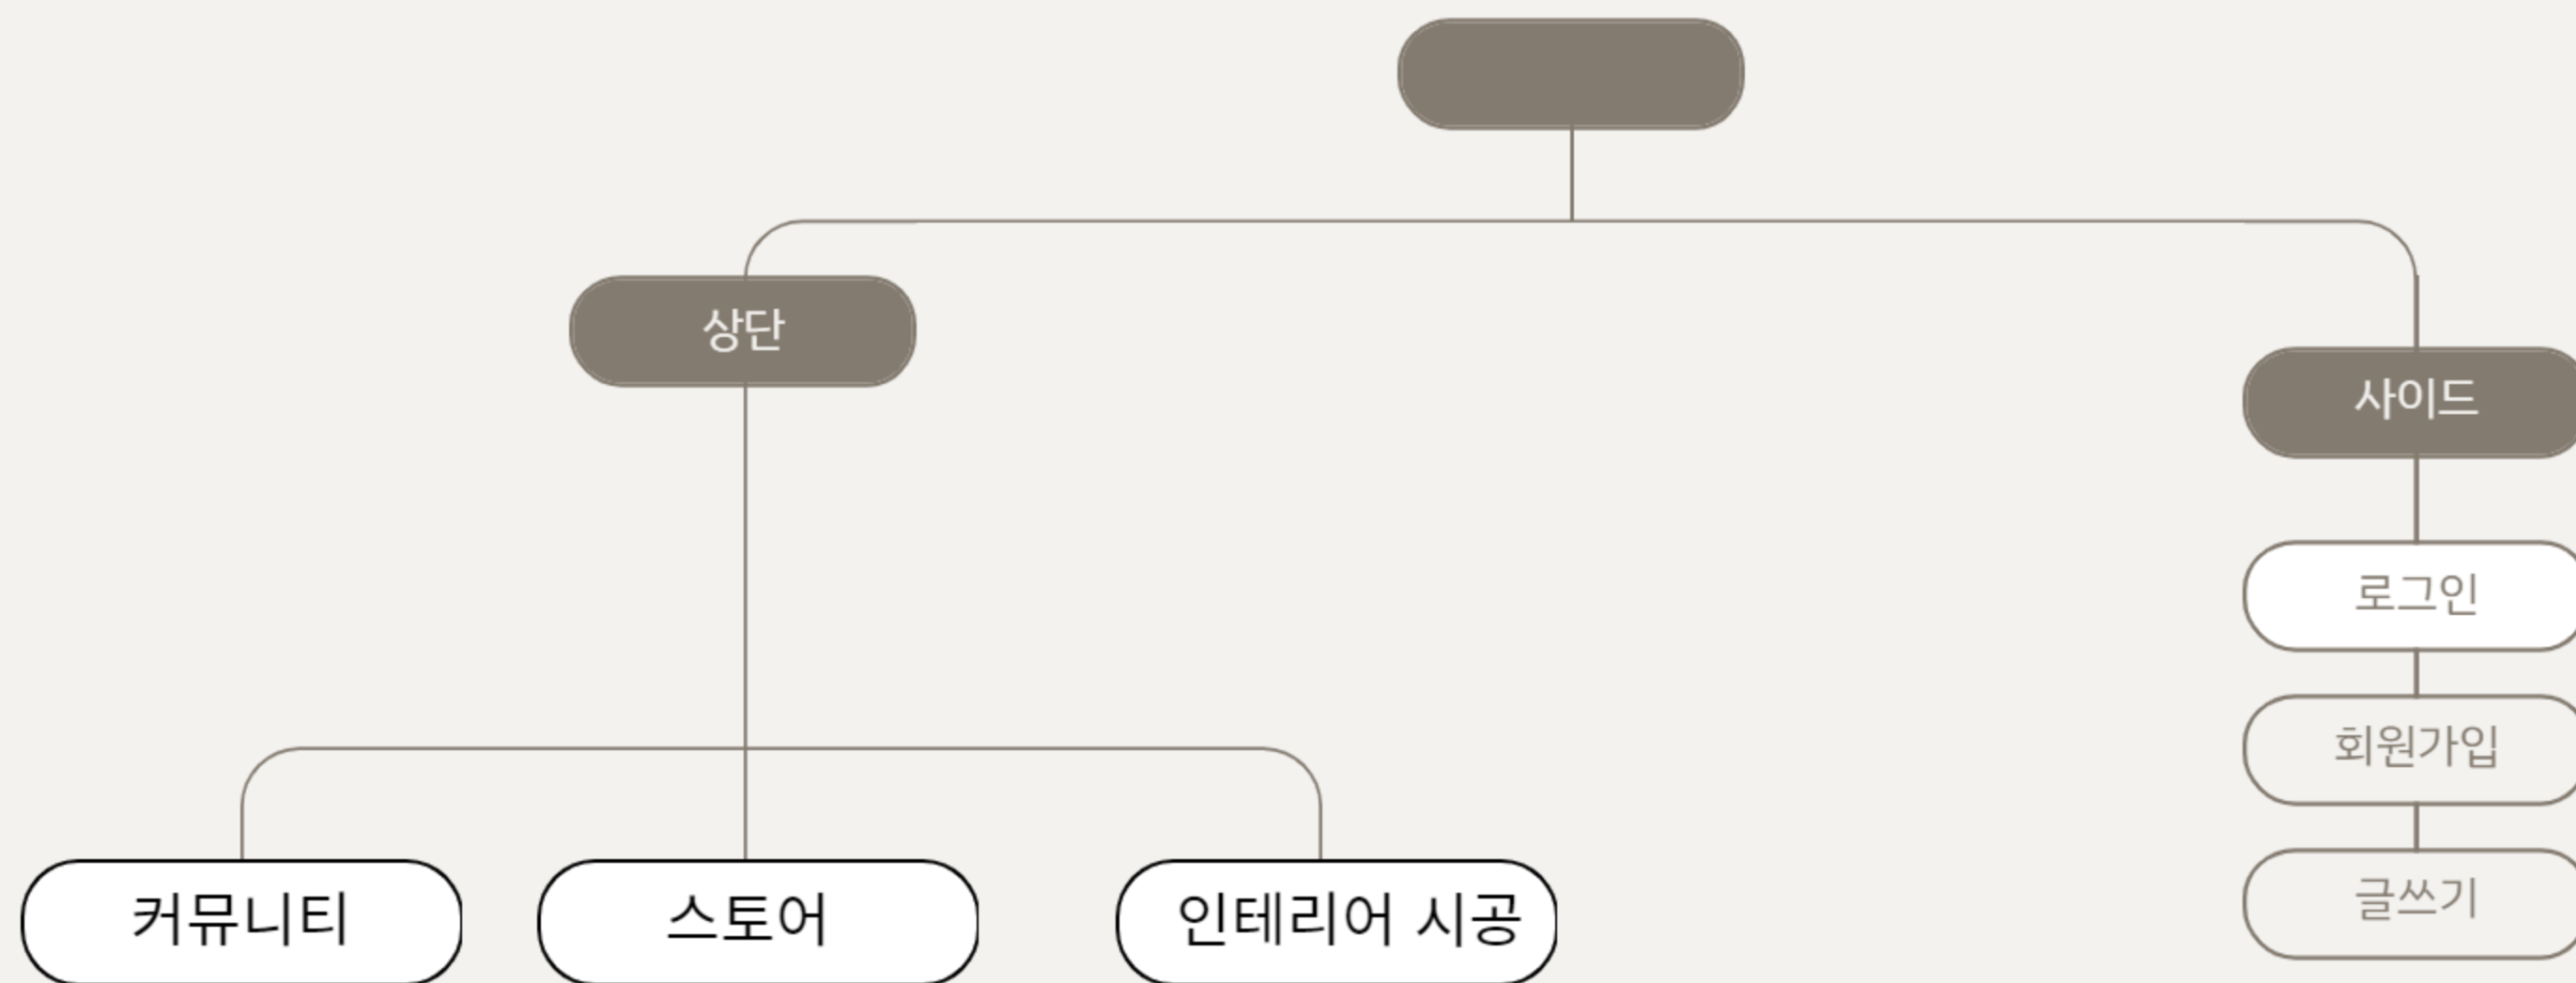 상단
사이드
로그인
회원가입
글쓰기
커뮤니티
스토어
인테리어 시공